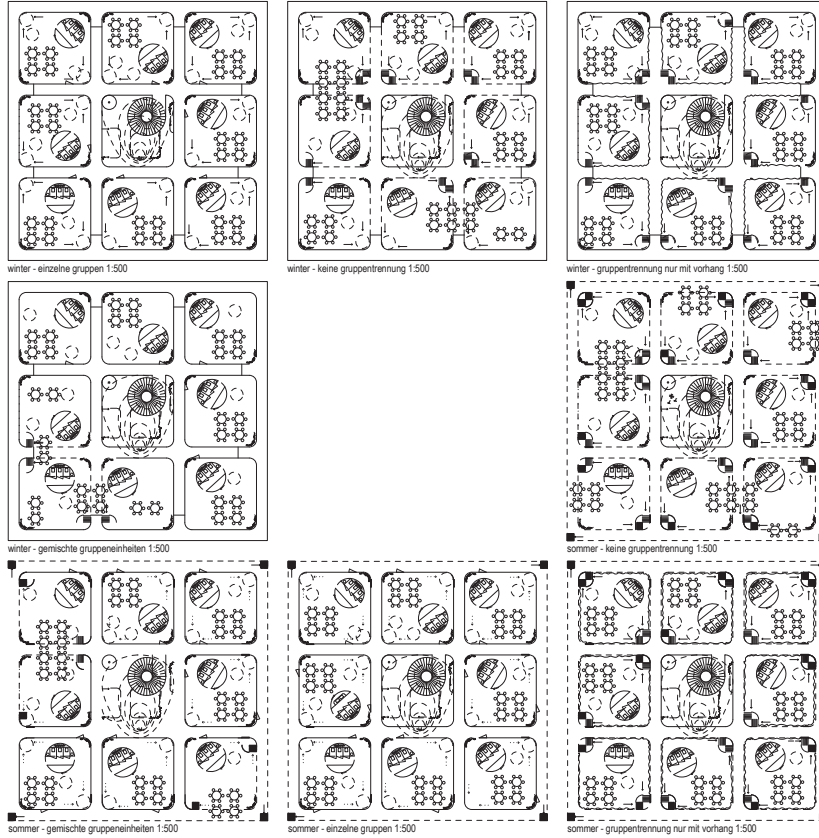 winter - einzelne gruppen 1:500
winter - keine gruppentrennung 1:500
winter - gruppentrennung nur mit vorhang 1:500
winter - gemischte gruppeneinheiten 1:500
sommer - keine gruppentrennung 1:500
sommer - gemischte gruppeneinheiten 1:500
sommer - einzelne gruppen 1:500
sommer - gruppentrennung nur mit vorhang 1:500